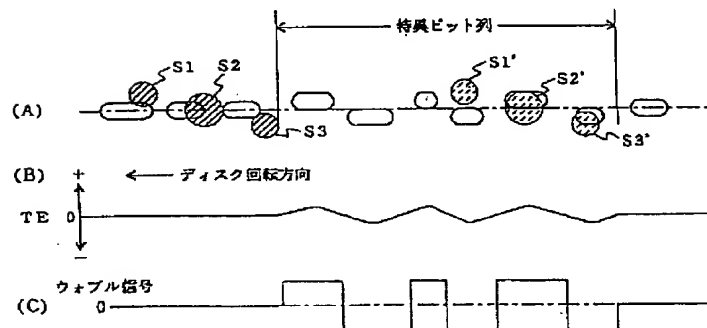 特異ピット列
S1
S2
S1'
S2'
(A)
S3
S3'
(B) + ← ディスク回転方向
TE 0
−
ウォブル信号
(C) 0